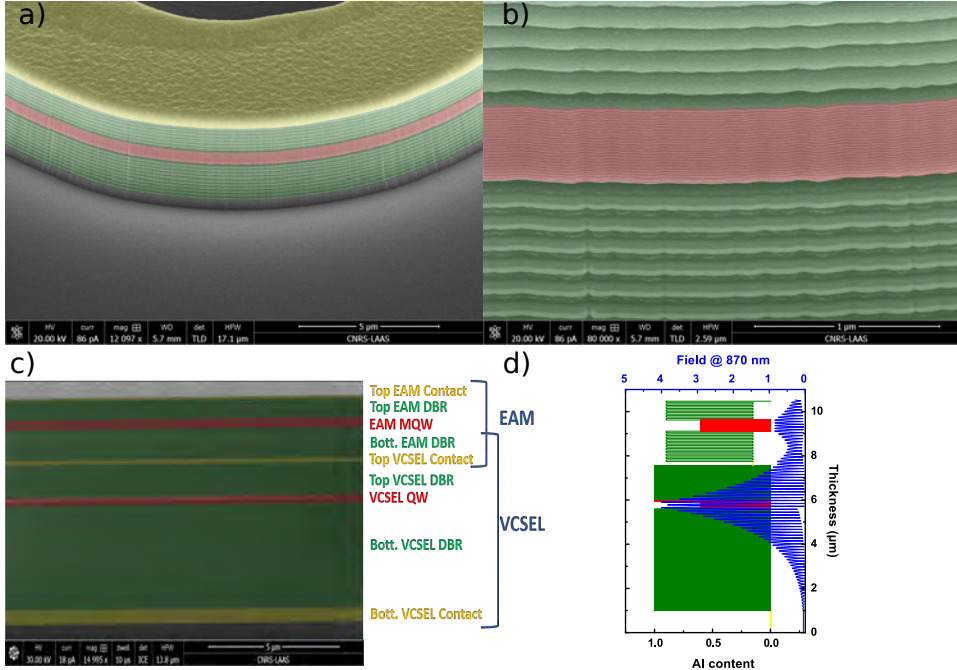 a)
HV curr mag WD det HFW 5 µm
20.00 kV 86 pA 12 097 x 5.7 mm TLD 17.1 µm CNRS-LAAS
b)
HV curr mag WD det HFW 1 µm
20.00 kV 86 pA 80 000 x 5.7 mm TLD 2.59 µm CNRS-LAAS
c)
Top EAM Contact
Top EAM DBR
EAM MQW
EAM
Bott. EAM DBR
Top VCSEL Contact
Top VCSEL DBR
VCSEL QW
VCSEL
Bott. VCSEL DBR
Bott. VCSEL Contact
HV curr mag dwell det HFW 5 µm
30.00 kV 18 pA 14 995 x 10 µs ICE 13.8 µm CNRS-LAAS
d)
Field @ 870 nm
5 4 3 2 1 0
10
8
6
4
2
0
Thickness (µm)
1.0 0.5 0.0
Al content